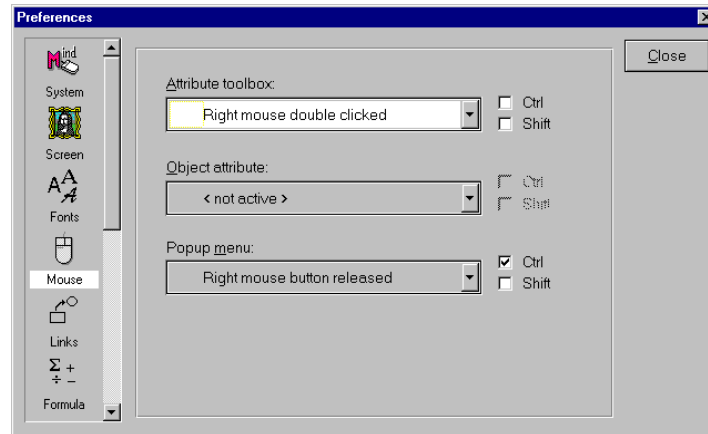 Preferences
Mind
System
Screen
AAA
Fonts
Mouse
Links
Σ +
÷ −
Formula
Attribute toolbox:
Right mouse double clicked
Ctrl
Shift
Object attribute:
< not active >
Ctrl
Shift
Popup menu:
Right mouse button released
Ctrl
Shift
Close